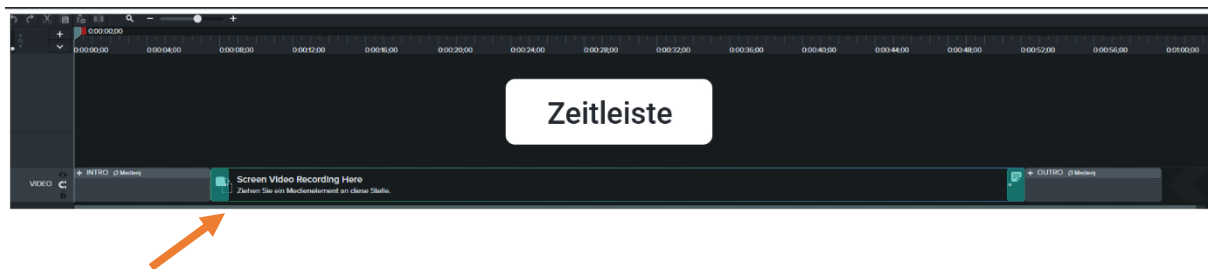 0:00:00;00
0:00:00;00 0:00:04;00 0:00:08;00 0:00:12;00 0:00:16;00 0:00:20;00 0:00:24;00 0:00:28;00 0:00:32;00 0:00:36;00 0:00:40;00 0:00:44;00 0:00:48;00 0:00:52;00 0:00:56;00 0:01:00;00
Zeitleiste
+ INTRO (2 Medien)
Screen Video Recording Here
+ OUTRO (3 Medien)
VIDEO
Ziehen Sie ein Medienelement an diese Stelle.